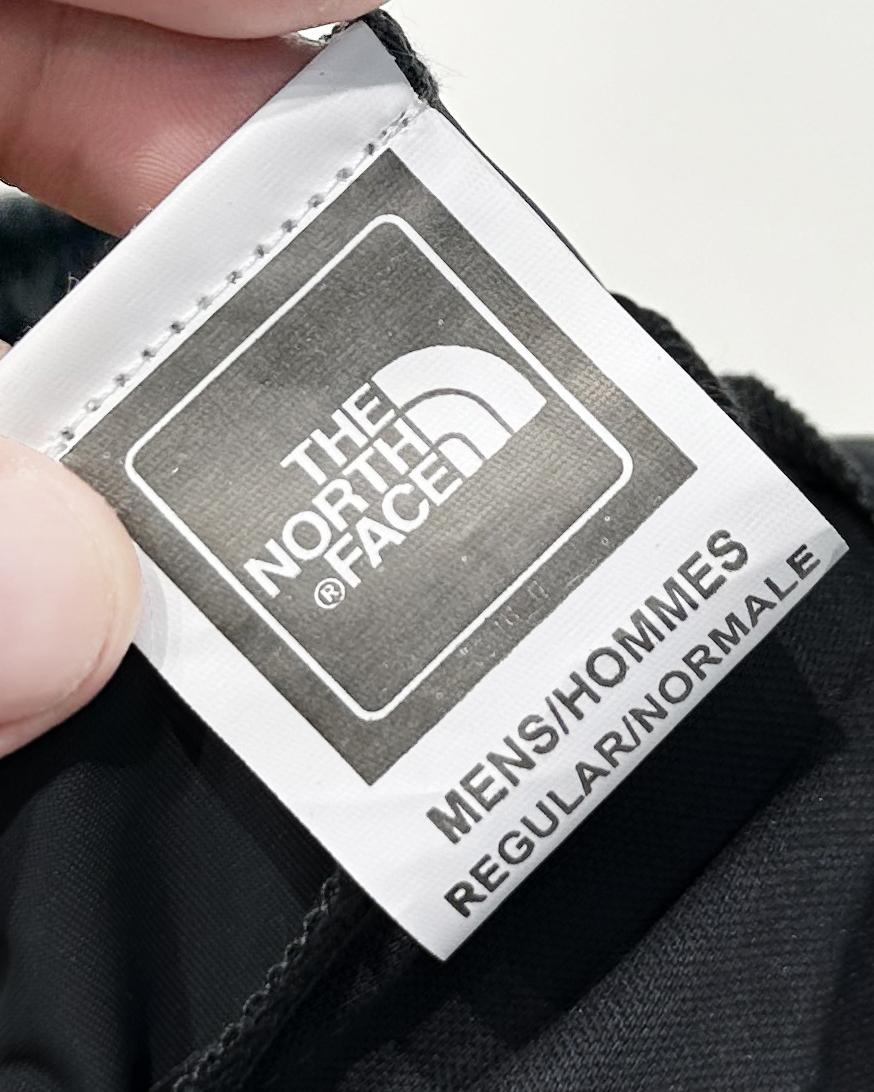 THE
NORTH
FACE®
MENS/HOMMES
REGULAR/NORMALE